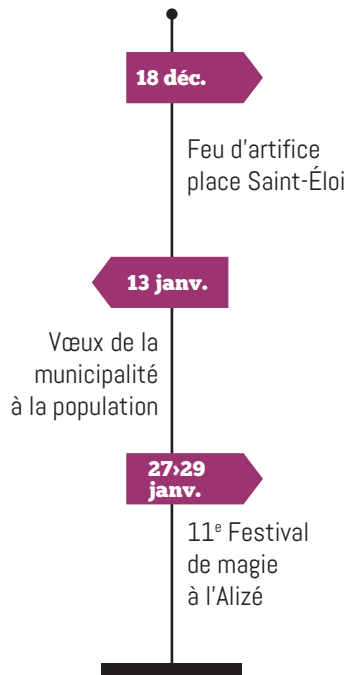 18 déc.
Feu d'artifice
place Saint-Éloi
13 janv.
Vœux de la
municipalité
à la population
27›29
janv.
11e Festival
de magie
à l'Alizé